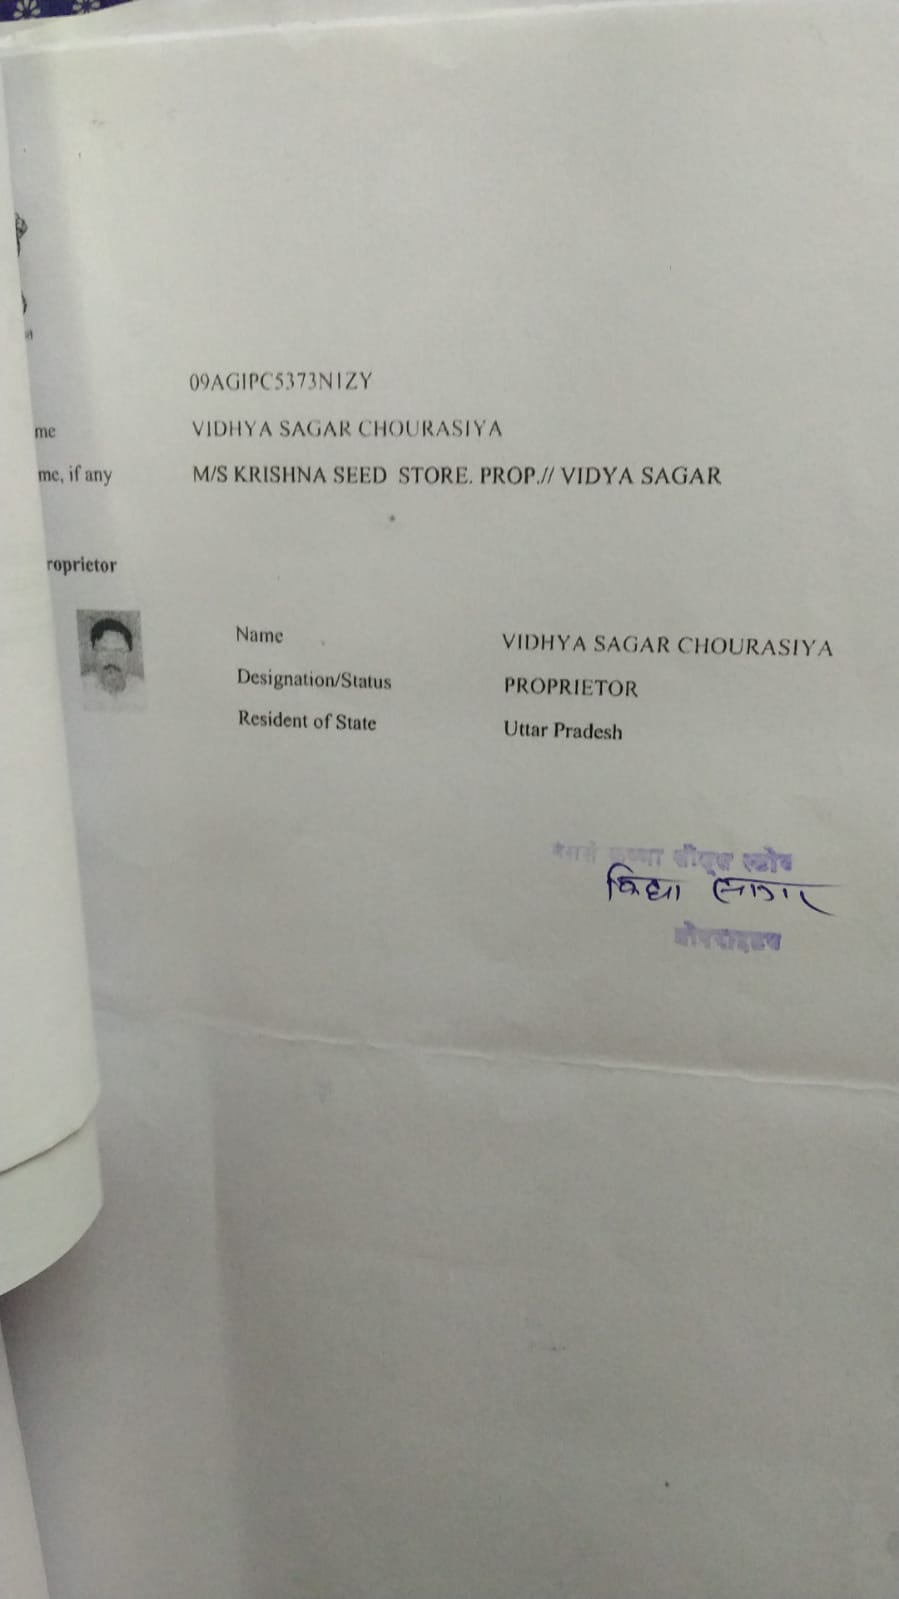 09AGIPC5373N1ZY
me VIDHYA SAGAR CHOURASIYA
me, if any M/S KRISHNA SEED STORE. PROP.// VIDYA SAGAR
roprietor
Name VIDHYA SAGAR CHOURASIYA
Designation/Status PROPRIETOR
Resident of State Uttar Pradesh
विद्या सागर